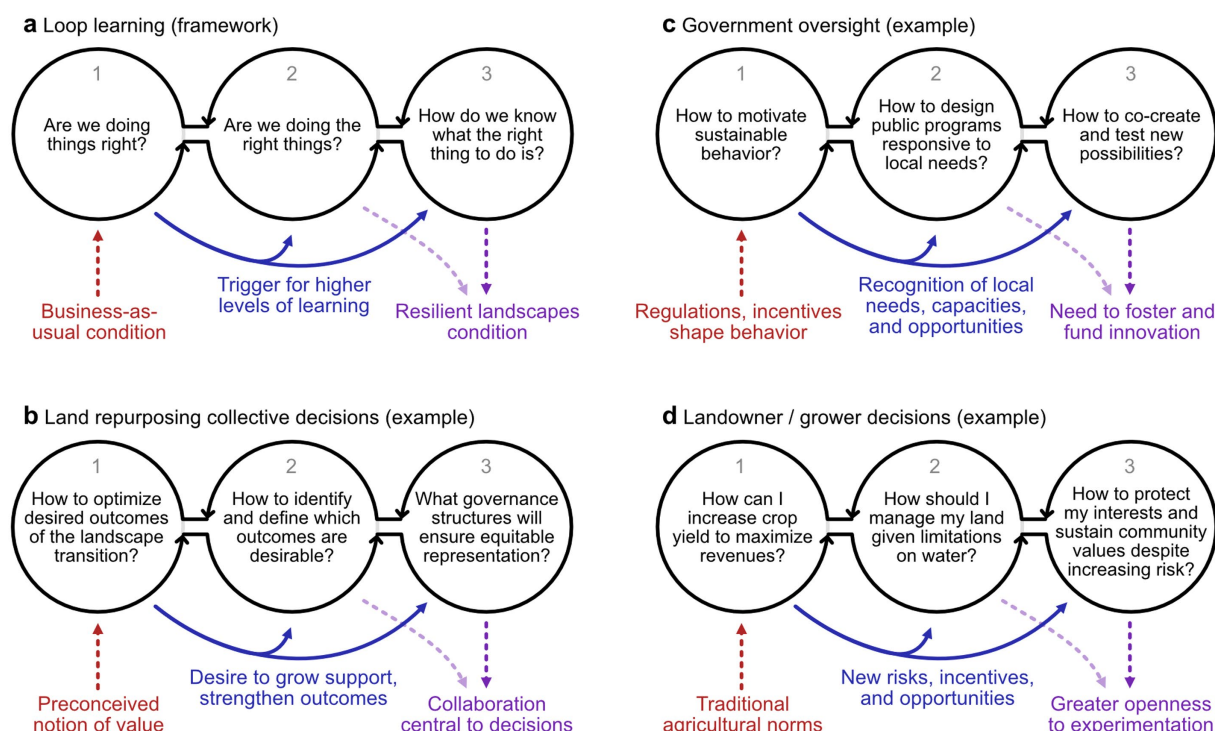 a Loop learning (framework)
1
Are we doing
things right?
2
Are we doing the
right things?
3
How do we know
what the right
thing to do is?
Business-as-
usual condition
Trigger for higher
levels of learning
Resilient landscapes
condition
c Government oversight (example)
1
How to motivate
sustainable
behavior?
2
How to design
public programs
responsive to
local needs?
3
How to co-create
and test new
possibilities?
Regulations, incentives
shape behavior
Recognition of local
needs, capacities,
and opportunities
Need to foster and
fund innovation
b Land repurposing collective decisions (example)
1
How to optimize
desired outcomes
of the landscape
transition?
2
How to identify
and define which
outcomes are
desirable?
3
What governance
structures will
ensure equitable
representation?
Preconceived
notion of value
Desire to grow support,
strengthen outcomes
Collaboration
central to decisions
d Landowner / grower decisions (example)
1
How can I
increase crop
yield to maximize
revenues?
2
How should I
manage my land
given limitations
on water?
3
How to protect
my interests and
sustain community
values despite
increasing risk?
Traditional
agricultural norms
New risks, incentives,
and opportunities
Greater openness
to experimentation